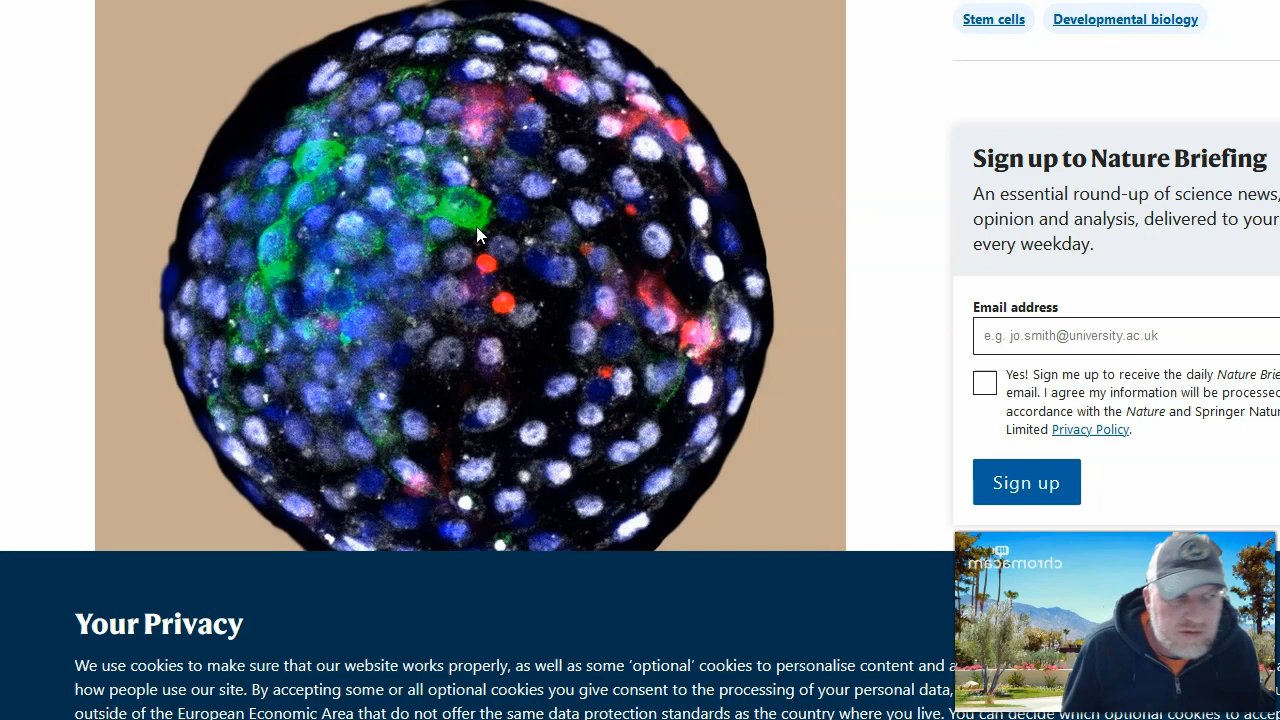 Stem cells
Developmental biology
Sign up to Nature Briefing
An essential round-up of science news,
opinion and analysis, delivered to your
every weekday.
Email address
e.g. jo.smith@university.ac.uk
Yes! Sign me up to receive the daily Nature Brie
email. I agree my information will be processed
accordance with the Nature and Springer Natu
Limited Privacy Policy.
Sign up
chromacam
Your Privacy
We use cookies to make sure that our website works properly, as well as some ‘optional’ cookies to personalise content and a
how people use our site. By accepting some or all optional cookies you give consent to the processing of your personal data,
outside of the European Economic Area that do not offer the same data protection standards as the country where you live. You can decide which optional cookies to accept